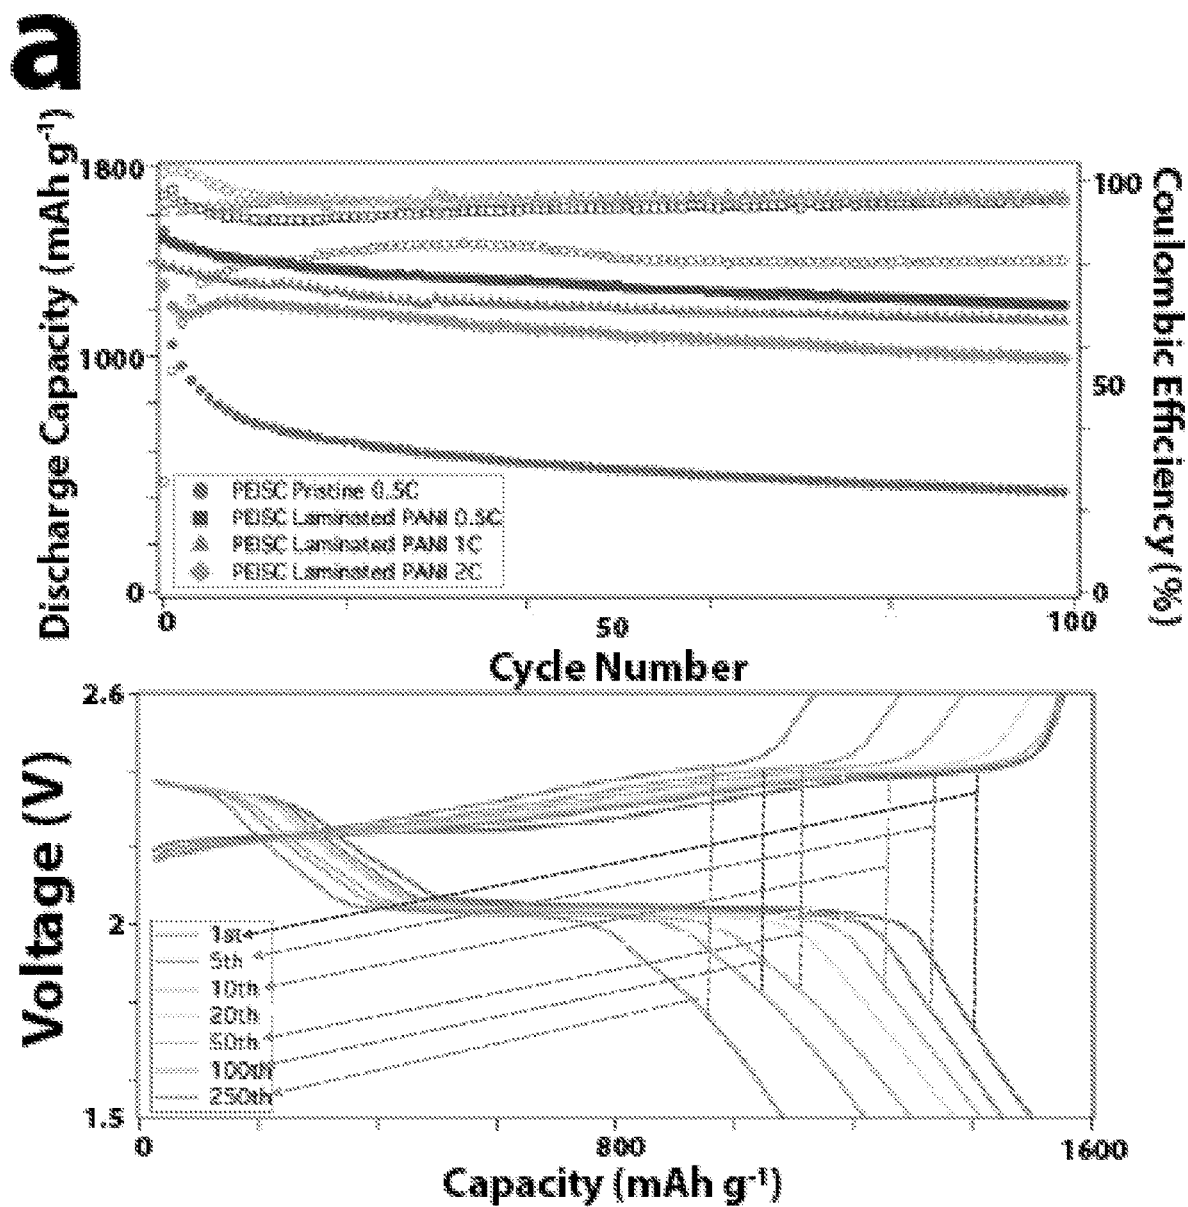 a
Discharge Capacity (mAh g-1)
1800
1000
0
Coulombic Efficiency (%)
100
50
0
PEISC Pristine 0.5C
PEISC Laminated PANI 0.5C
PEISC Laminated PANI 1C
PEISC Laminated PANI 2C
0
50
100
Cycle Number
Voltage (V)
2.6
2
1.5
1st
5th
10th
20th
50th
100th
250th
0
800
1600
Capacity (mAh g-1)